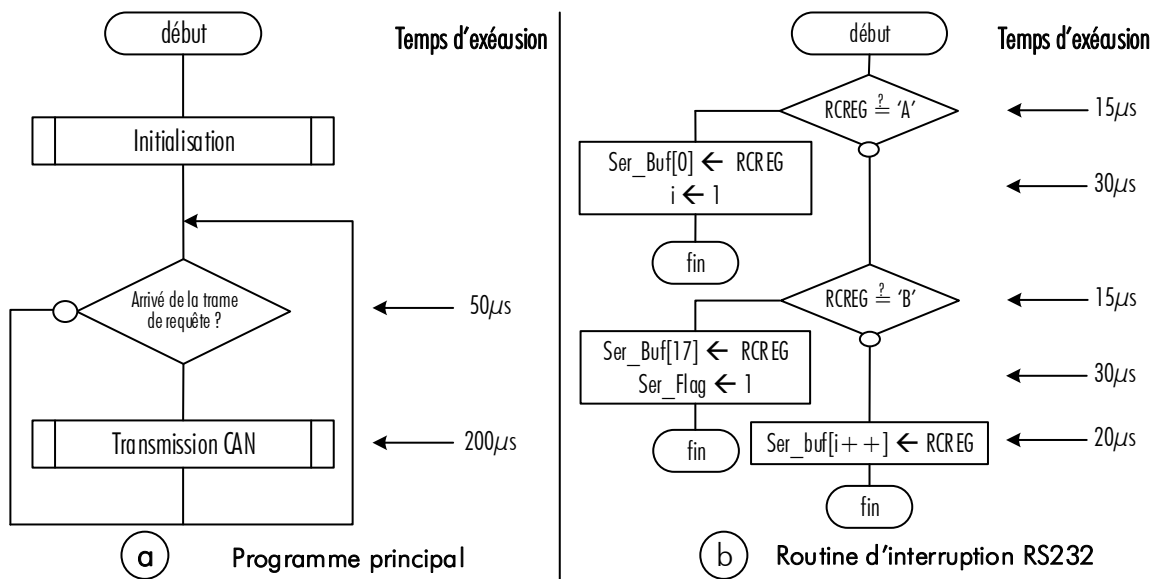 début
Temps d'exécusion
Initialisation
Arrivé de la trame
de requête ?
50µs
Transmission CAN
200µs
a
Programme principal
début
Temps d'exécusion
RCREG ≟ 'A'
15µs
Ser_Buf[0] ← RCREG
i ← 1
30µs
fin
RCREG ≟ 'B'
15µs
Ser_Buf[17] ← RCREG
Ser_Flag ← 1
30µs
fin
Ser_buf[i++] ← RCREG
20µs
fin
b
Routine d'interruption RS232